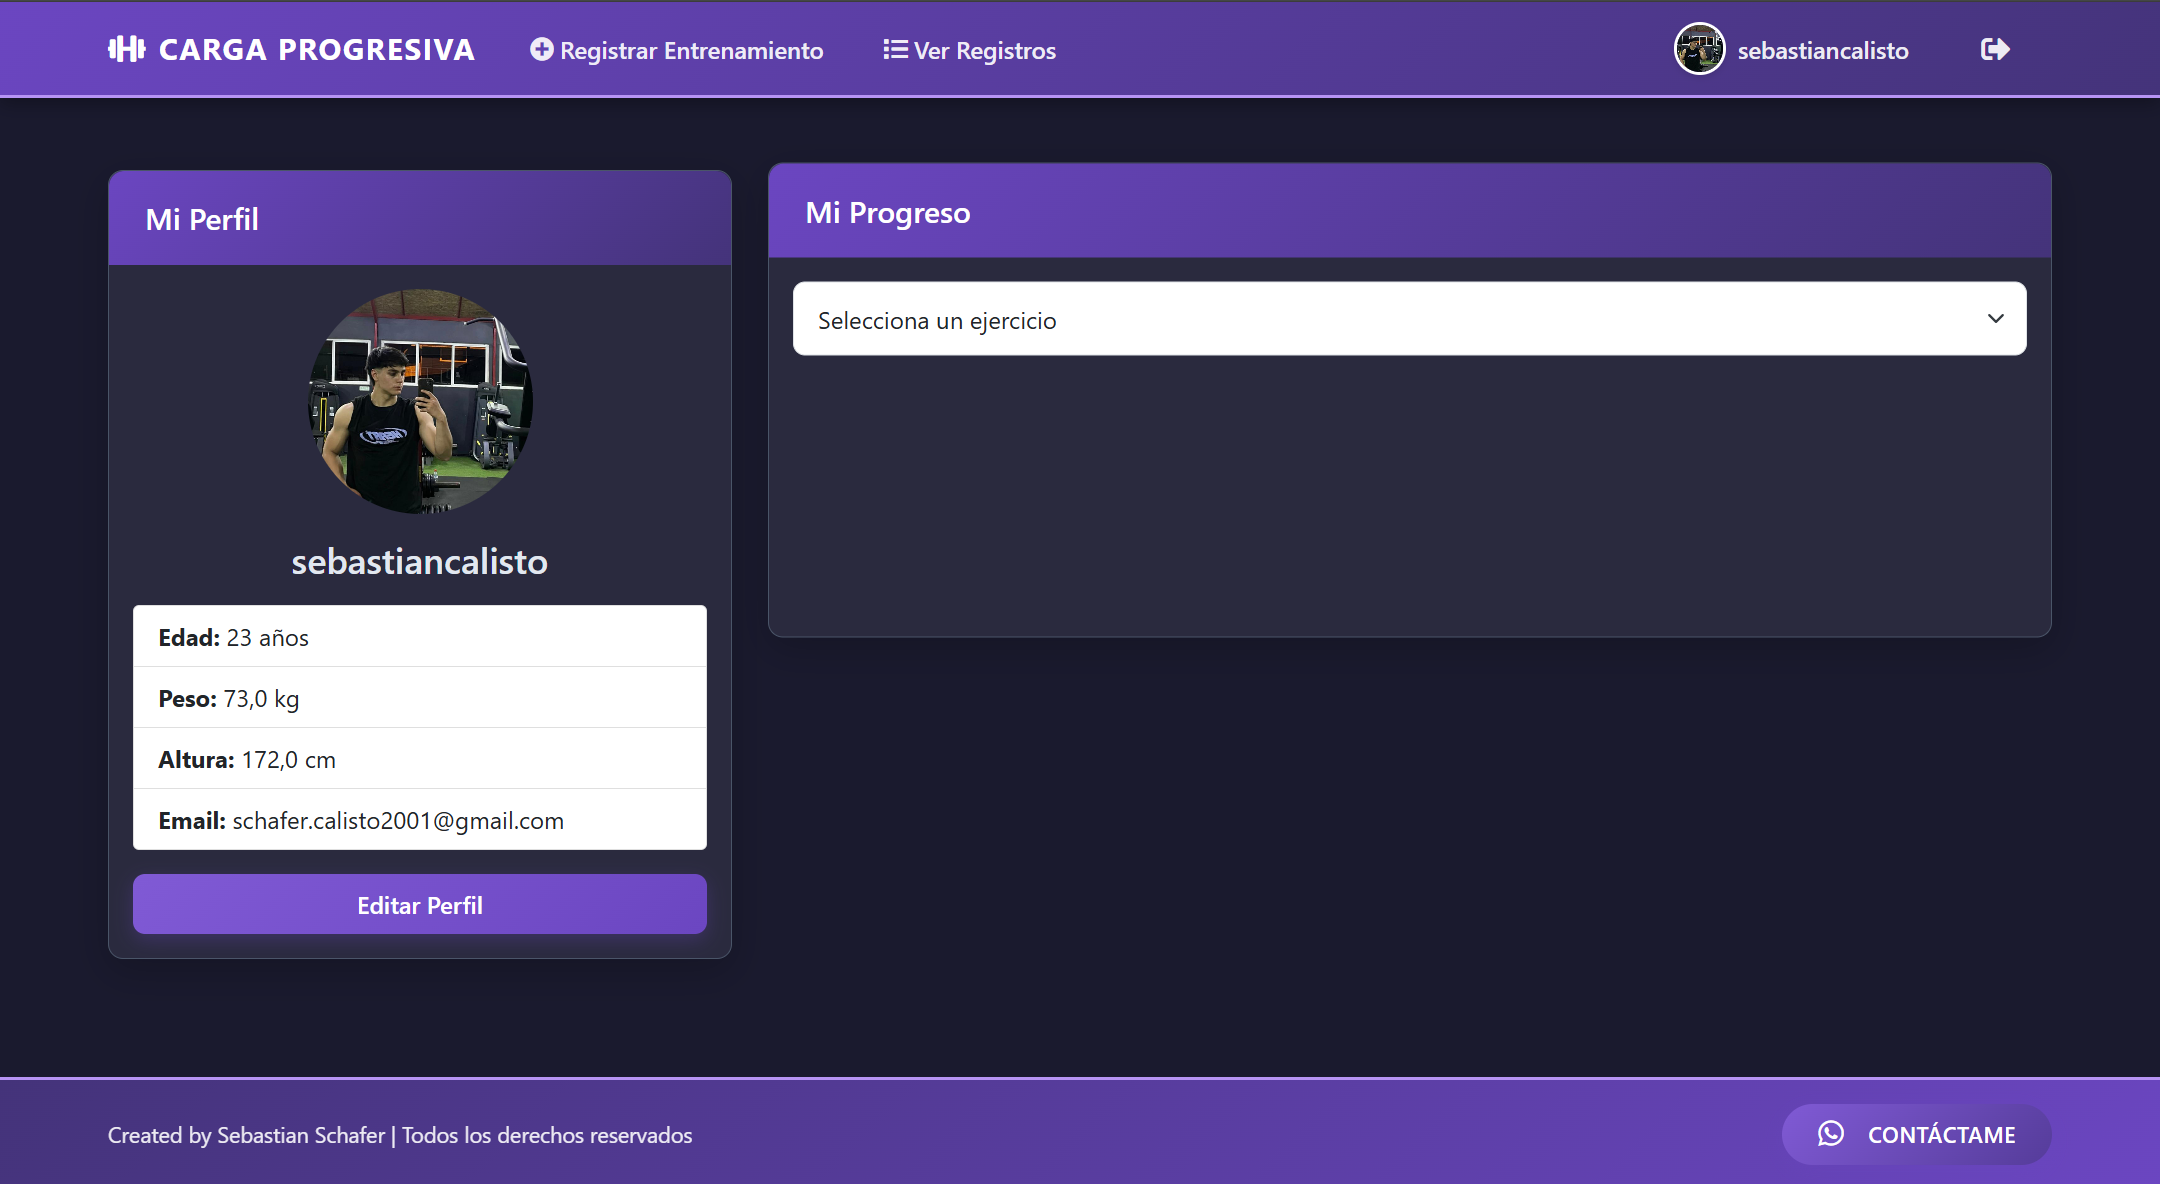 CARGA PROGRESIVA
Registrar Entrenamiento
Ver Registros
sebastiancalisto
Mi Perfil
sebastiancalisto
Edad: 23 años
Peso: 73,0 kg
Altura: 172,0 cm
Email: schafer.calisto2001@gmail.com
Editar Perfil
Mi Progreso
Selecciona un ejercicio
Created by Sebastian Schafer | Todos los derechos reservados
CONTÁCTAME